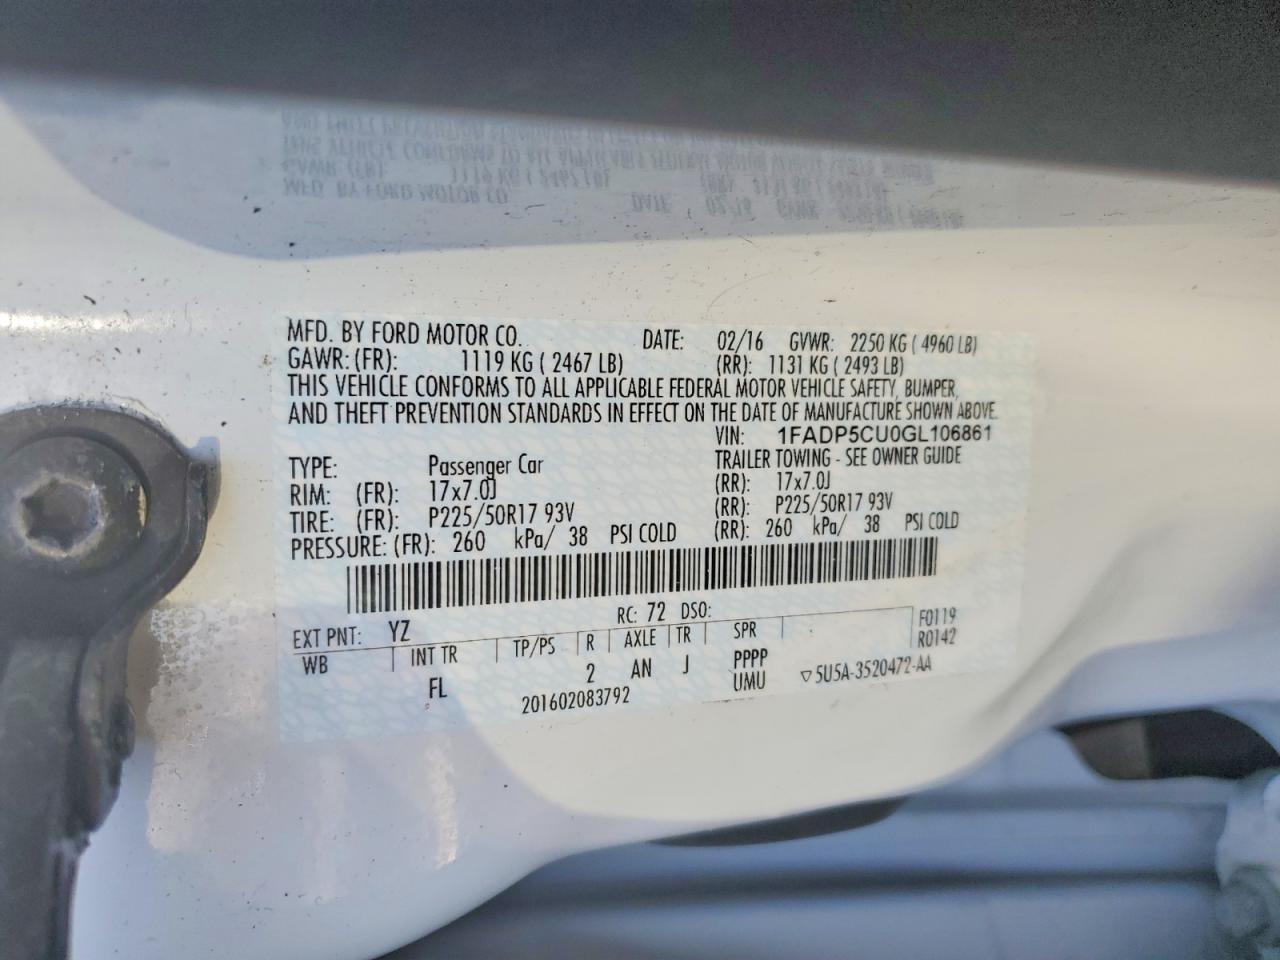 MFD. BY FORD MOTOR CO. DATE: 02/16 GVWR: 2250 KG ( 4960 LB)
GAWR: (FR): 1119 KG ( 2467 LB) (RR): 1131 KG ( 2493 LB)
THIS VEHICLE CONFORMS TO ALL APPLICABLE FEDERAL MOTOR VEHICLE SAFETY, BUMPER,
AND THEFT PREVENTION STANDARDS IN EFFECT ON THE DATE OF MANUFACTURE SHOWN ABOVE.
VIN: 1FADP5CU0GL106861
TYPE: Passenger Car TRAILER TOWING - SEE OWNER GUIDE
RIM: (FR): 17x7.0J (RR): 17x7.0J
TIRE: (FR): P225/50R17 93V (RR): P225/50R17 93V
PRESSURE: (FR): 260 kPa/ 38 PSI COLD (RR): 260 kPa/ 38 PSI COLD
RC: 72 DSO:
EXT PNT: YZ F0119
WB INT TR TP/PS R AXLE TR SPR R0142
FL 2 AN J PPPP
201602083792 UMU ▽5U5A-3520472-AA